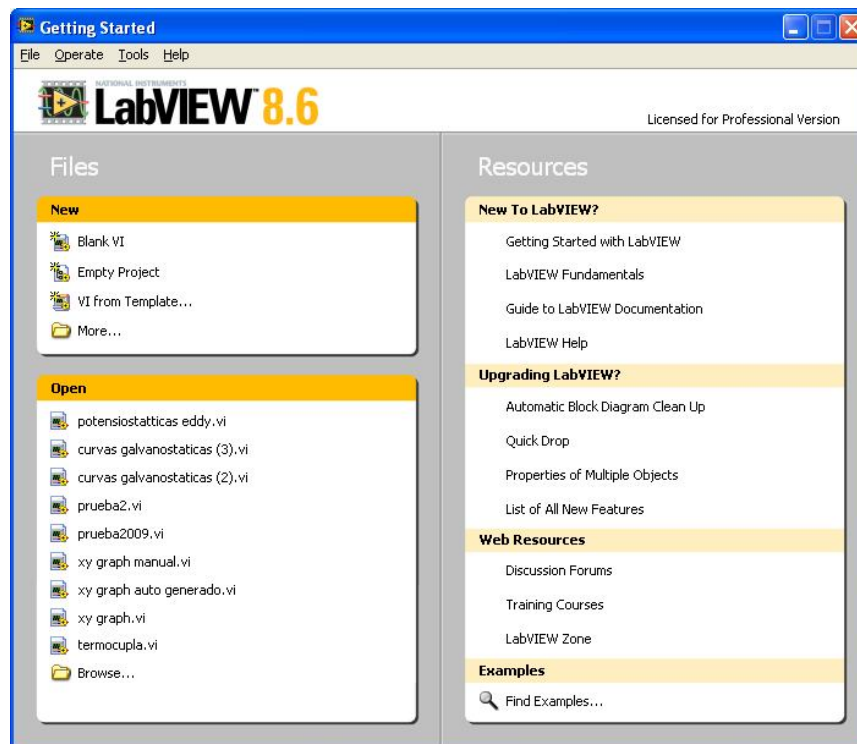 Getting Started
File Operate Tools Help
NATIONAL INSTRUMENTS
LabVIEW™ 8.6
Licensed for Professional Version
Files
New
Blank VI
Empty Project
VI from Template...
More...
Open
potensiostatticas eddy.vi
curvas galvanostaticas (3).vi
curvas galvanostaticas (2).vi
prueba2.vi
prueba2009.vi
xy graph manual.vi
xy graph auto generado.vi
xy graph.vi
termocupla.vi
Browse...
Resources
New To LabVIEW?
Getting Started with LabVIEW
LabVIEW Fundamentals
Guide to LabVIEW Documentation
LabVIEW Help
Upgrading LabVIEW?
Automatic Block Diagram Clean Up
Quick Drop
Properties of Multiple Objects
List of All New Features
Web Resources
Discussion Forums
Training Courses
LabVIEW Zone
Examples
Find Examples...